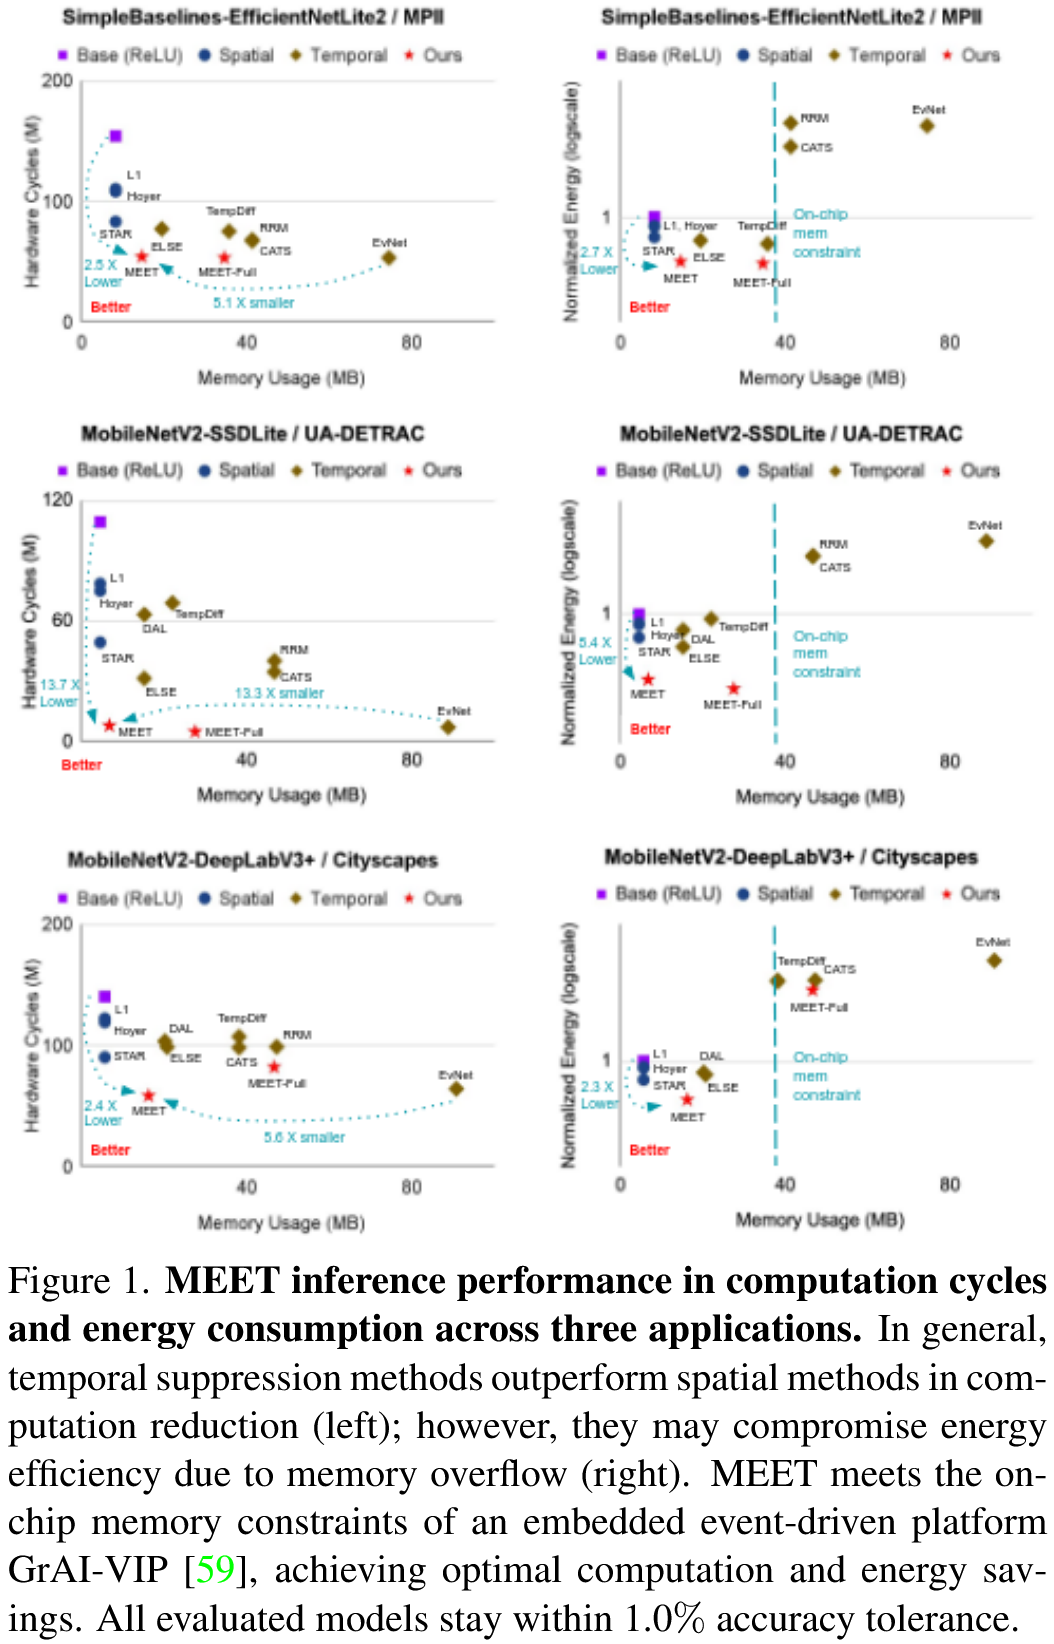 SimpleBaselines-EfficientNetLite2 / MPII
Base (ReLU) Spatial Temporal Ours
Hardware Cycles (M)
200
100
0
L1
Hoyer
STAR
ELSE
TempDiff
RRM
CATS
EvNet
MEET
MEET-Full
2.5 X
Lower
5.1 X smaller
Better
0 40 80
Memory Usage (MB)
SimpleBaselines-EfficientNetLite2 / MPII
Base (ReLU) Spatial Temporal Ours
Normalized Energy (logscale)
1
RRM
CATS
EvNet
L1, Hoyer
STAR
ELSE
TempDiff
MEET
MEET-Full
On-chip
mem
constraint
2.7 X
Lower
Better
0 40 80
Memory Usage (MB)
MobileNetV2-SSDLite / UA-DETRAC
Base (ReLU) Spatial Temporal Ours
Hardware Cycles (M)
120
60
0
L1
Hoyer
STAR
DAL
TempDiff
ELSE
RRM
CATS
EvNet
MEET
MEET-Full
13.7 X
Lower
13.3 X smaller
Better
40 80
Memory Usage (MB)
MobileNetV2-SSDLite / UA-DETRAC
Base (ReLU) Spatial Temporal Ours
Normalized Energy (logscale)
1
RRM
CATS
EvNet
L1
Hoyer
STAR
DAL
ELSE
TempDiff
MEET
MEET-Full
On-chip
mem
constraint
5.4 X
Lower
Better
0 40 80
Memory Usage (MB)
MobileNetV2-DeepLabV3+ / Cityscapes
Base (ReLU) Spatial Temporal Ours
Hardware Cycles (M)
200
100
0
L1
Hoyer
STAR
DAL
ELSE
TempDiff
CATS
RRM
MEET-Full
EvNet
MEET
2.4 X
Lower
5.6 X smaller
Better
40 80
Memory Usage (MB)
MobileNetV2-DeepLabV3+ / Cityscapes
Base (ReLU) Spatial Temporal Ours
Normalized Energy (logscale)
1
EvNet
TempDiff
CATS
MEET-Full
L1
Hoyer
STAR
DAL
ELSE
MEET
On-chip
mem
constraint
2.3 X
Lower
Better
0 40 80
Memory Usage (MB)
Figure 1. MEET inference performance in computation cycles
and energy consumption across three applications. In general,
temporal suppression methods outperform spatial methods in com-
putation reduction (left); however, they may compromise energy
efficiency due to memory overflow (right). MEET meets the on-
chip memory constraints of an embedded event-driven platform
GrAI-VIP [59], achieving optimal computation and energy sav-
ings. All evaluated models stay within 1.0% accuracy tolerance.